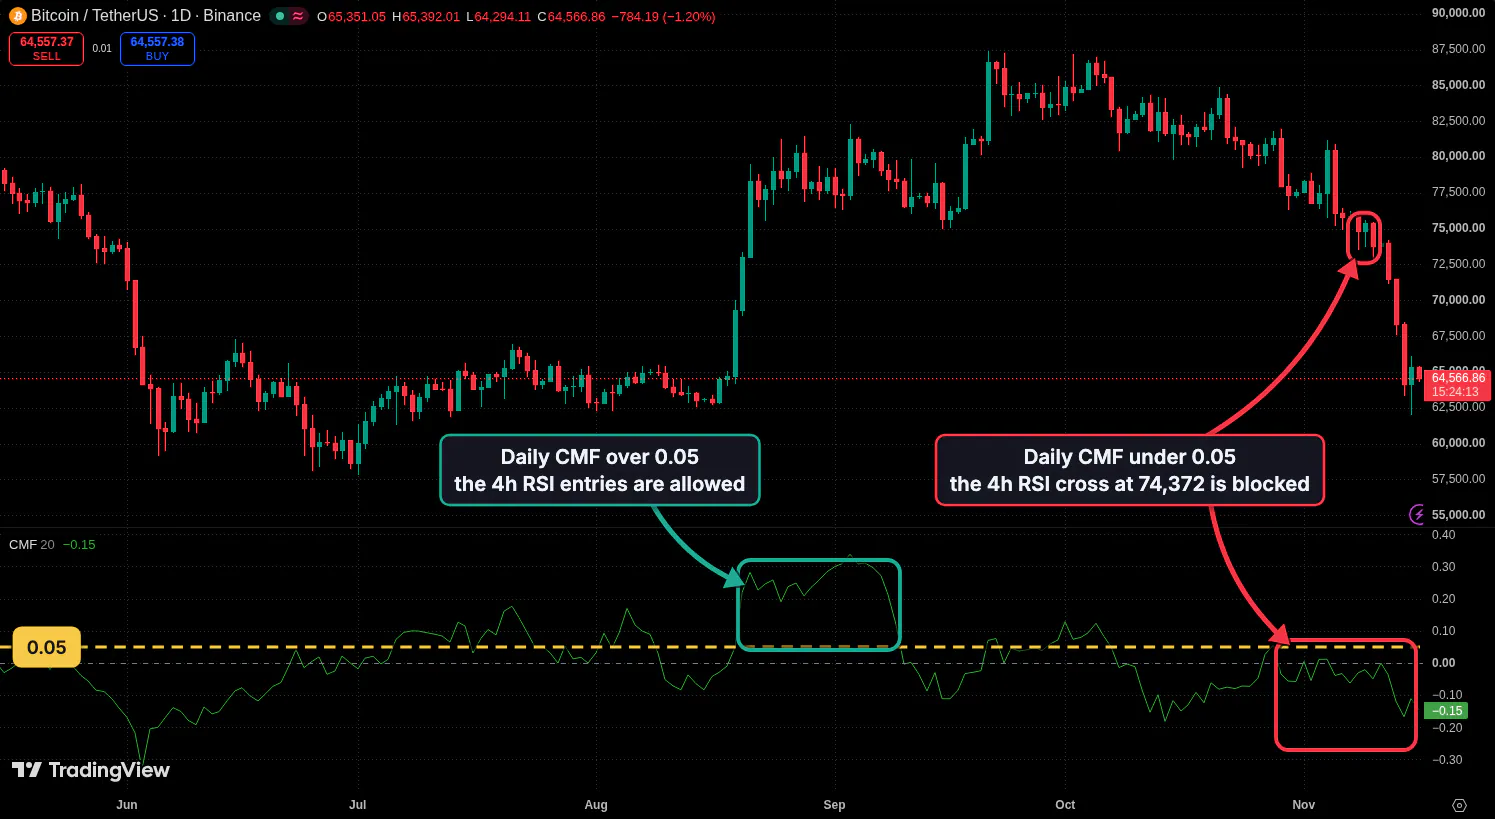 Bitcoin / TetherUS · 1D · Binance
O65,351.05 H65,392.01 L64,294.11 C64,566.86 −784.19 (−1.20%)
64,557.37
SELL
0.01
64,557.38
BUY
90,000.00
87,500.00
85,000.00
82,500.00
80,000.00
77,500.00
75,000.00
72,500.00
70,000.00
67,500.00
64,566.86
15:24:13
62,500.00
60,000.00
57,500.00
55,000.00
Daily CMF over 0.05
the 4h RSI entries are allowed
Daily CMF under 0.05
the 4h RSI cross at 74,372 is blocked
CMF 20 −0.15
0.40
0.30
0.20
0.10
0.00
−0.10
−0.15
−0.20
−0.30
0.05
TradingView
Jun Jul Aug Sep Oct Nov